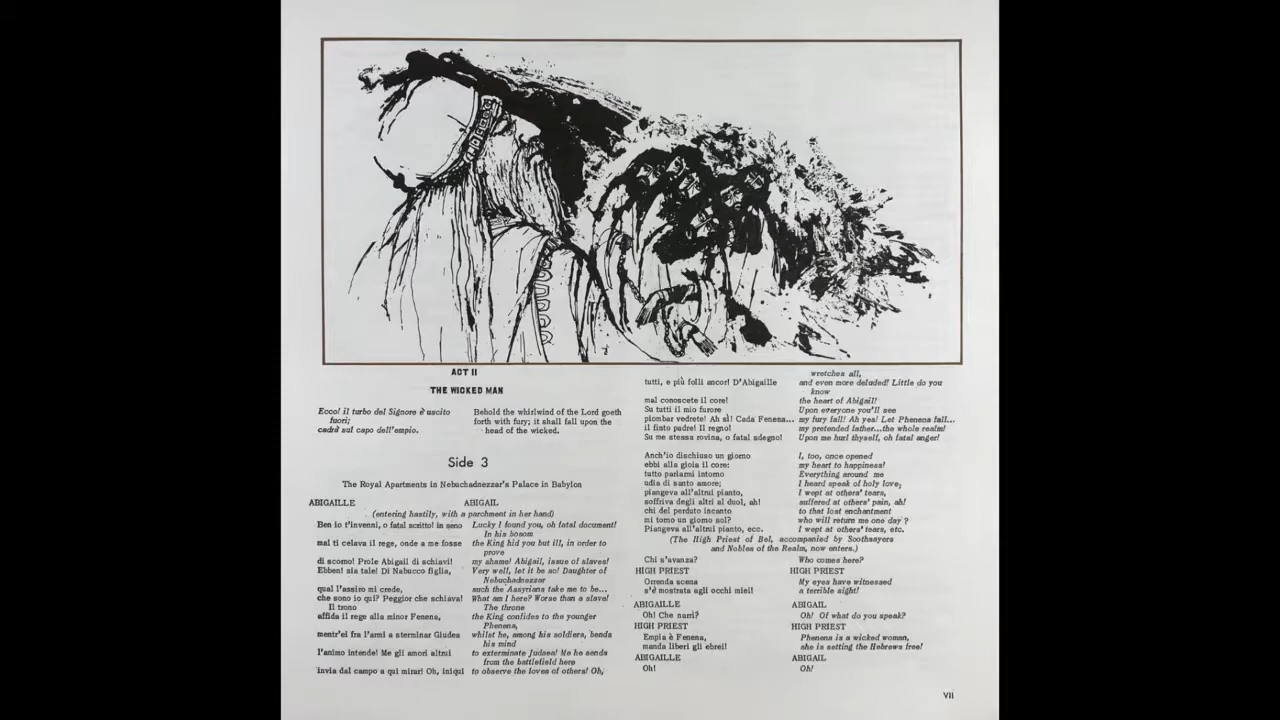 ACT II
THE WICKED MAN
Ecco! il turbo del Signore è uscito
fuori;
cadrà sul capo dell'empio.
Behold the whirlwind of the Lord goeth
forth with fury; it shall fall upon the
head of the wicked.
Side 3
The Royal Apartments in Nebuchadnezzar's Palace in Babylon
ABIGAILLE
(entering hastily, with a parchment in her hand)
Ben io t'invenni, o fatal scritto! in seno
mal ti celava il rege, onde a me fosse
di scorno! Prole Abigail di schiavi!
Ebben! sia tale! Di Nabucco figlia,
qual l'assiro mi crede,
che sono io qui? Peggior che schiava!
Il trono
affida il rege alla minor Fenena,
mentr'ei fra l'armi a sterminar Giudea
l'animo intende! Me gli amori altrui
invia dal campo a qui mirar! Oh, iniqui
ABIGAIL
Lucky I found you, oh fatal document!
In his bosom
the King hid you but ill, in order to
prove
my shame! Abigail, issue of slaves!
Very well, let it be so! Daughter of
Nebuchadnezzar
such the Assyrians take me to be...
What am I here? Worse than a slave!
The throne
the King confides to the younger
Phenena,
whilst he, among his soldiers, bends
his mind
to exterminate Judaea! Me he sends
from the battlefield here
to observe the loves of others! Oh,
tutti, e più folli ancor! D'Abigaille
mal conoscete il core!
Su tutti il mio furore
piombar vedrete! Ah sì! Cada Fenena...
il finto padre! Il regno!
Su me stessa rovina, o fatal sdegno!
Anch'io dischiuso un giorno
ebbi alla gioia il core:
tutto parlami intorno
udia di santo amore;
piangeva all'altrui pianto,
soffriva degli altri al duol, ah!
chi del perduto incanto
mi torno un giorno sol?
Piangeva all'altrui pianto, ecc.
wretches all,
and even more deluded! Little do you
know
the heart of Abigail!
Upon everyone you'll see
my fury fall! Ah yes! Let Phenena fall...
my pretended father...the whole realm!
Upon me hurl thyself, oh fatal anger!
I, too, once opened
my heart to happiness!
Everything around me
I heard speak of holy love;
I wept at others' tears,
suffered at others' pain, ah!
to that lost enchantment
who will return me one day?
I wept at others' tears, etc.
(The High Priest of Bel, accompanied by Soothsayers
and Nobles of the Realm, now enters.)
Chi s'avanza?
HIGH PRIEST
Orrenda scena
s'è mostrata agli occhi miei!
ABIGAILLE
Oh! Che narri?
HIGH PRIEST
Empia è Fenena,
manda liberi gli ebrei!
ABIGAILLE
Oh!
Who comes here?
HIGH PRIEST
My eyes have witnessed
a terrible sight!
ABIGAIL
Oh! Of what do you speak?
HIGH PRIEST
Phenena is a wicked woman,
she is setting the Hebrews free!
ABIGAIL
Oh!
VII